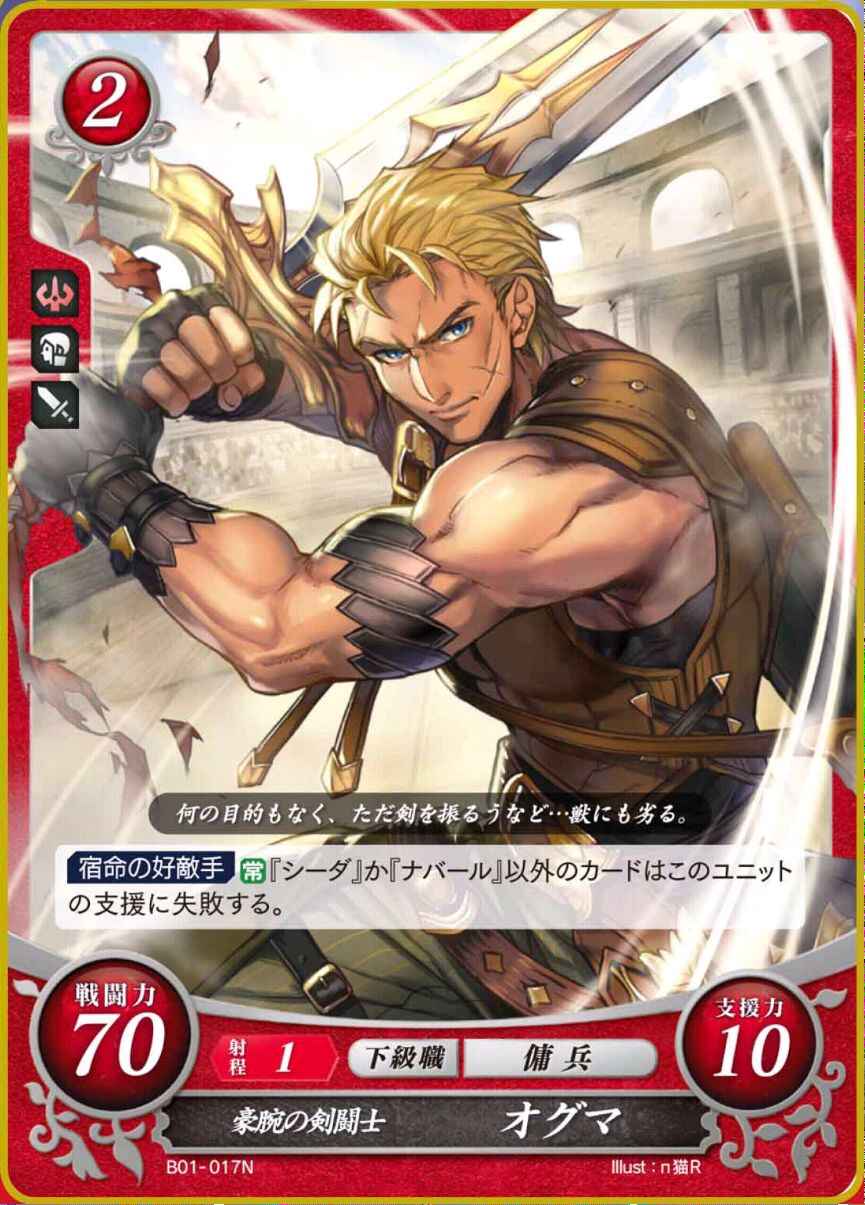 2
何の目的もなく、ただ剣を振るうなど…獣にも劣る。
宿命の好敵手 常『シーダ』か『ナバール』以外のカードはこのユニット
の支援に失敗する。
戦闘力
70
射程 1 下級職 傭兵
支援力
10
豪腕の剣闘士 オグマ
B01-017N Illust：п猫R